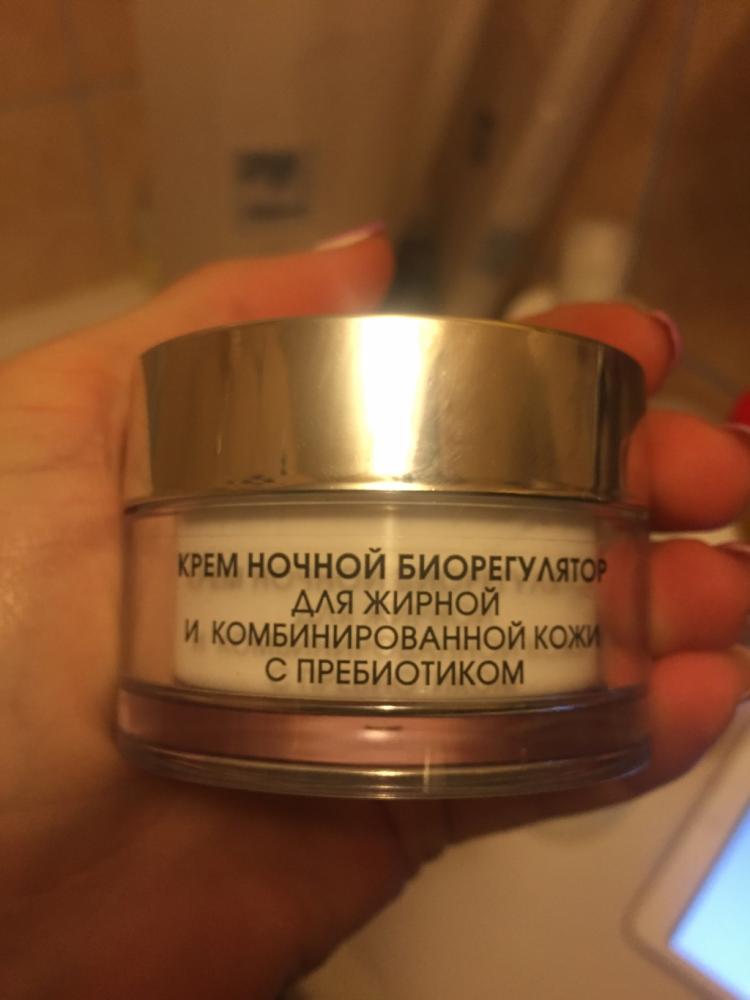 КРЕМ НОЧНОЙ БИОРЕГУЛЯТОР
ДЛЯ ЖИРНОЙ
И КОМБИНИРОВАННОЙ КОЖИ
С ПРЕБИОТИКОМ